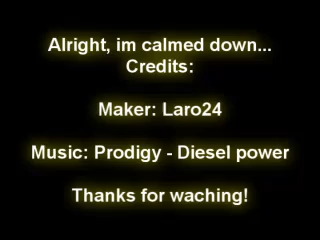 Alright, im calmed down...
Credits:
Maker: Laro24
Music: Prodigy - Diesel power
Thanks for waching!